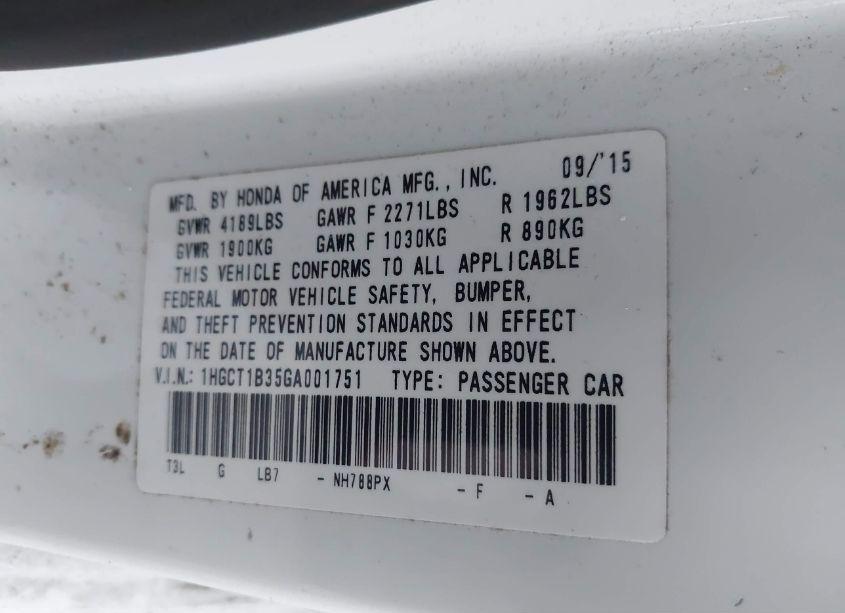 MFD. BY HONDA OF AMERICA MFG., INC. 09/'15
GVWR 4189LBS GAWR F 2271LBS R 1962LBS
GVWR 1900KG GAWR F 1030KG R 890KG
THIS VEHICLE CONFORMS TO ALL APPLICABLE
FEDERAL MOTOR VEHICLE SAFETY, BUMPER,
AND THEFT PREVENTION STANDARDS IN EFFECT
ON THE DATE OF MANUFACTURE SHOWN ABOVE.
V.I.N.: 1HGCT1B35GA001751 TYPE: PASSENGER CAR
T3L G LB7 - NH788PX - F - A